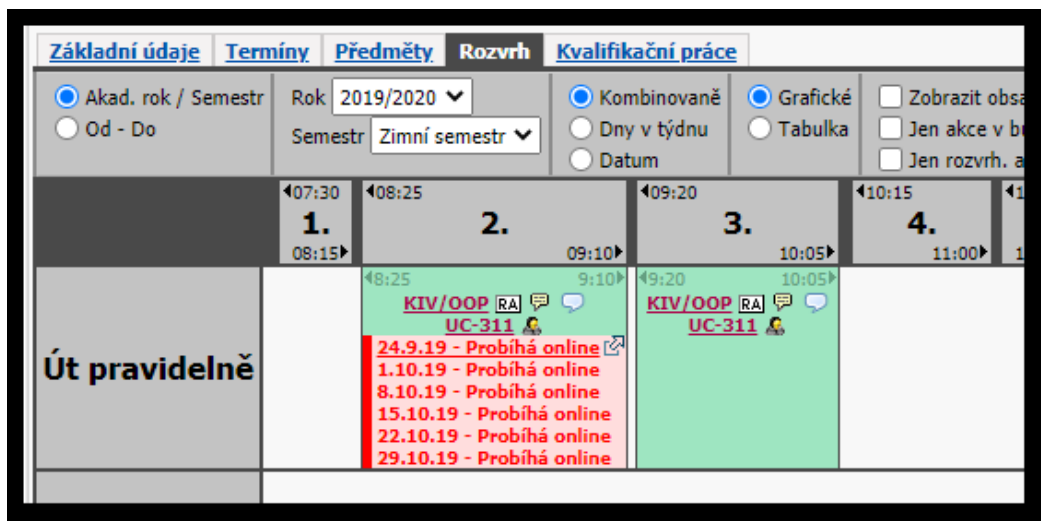 Základní údaje Termíny Předměty Rozvrh Kvalifikační práce
Akad. rok / Semestr Rok 2019/2020 Kombinovaně Grafické Zobrazit
Od - Do Semestr Zimní semestr Dny v týdnu Tabulka Jen akce v
Datum Jen rozvrh.
07:30 08:25 09:20 10:15
1. 2. 3. 4.
08:15 09:10 10:05 11:00
8:25 9:10 9:20 10:05
KIV/OOP RA KIV/OOP RA
UC-311 UC-311
Út pravidelně
24.9.19 - Probíhá online
1.10.19 - Probíhá online
8.10.19 - Probíhá online
15.10.19 - Probíhá online
22.10.19 - Probíhá online
29.10.19 - Probíhá online